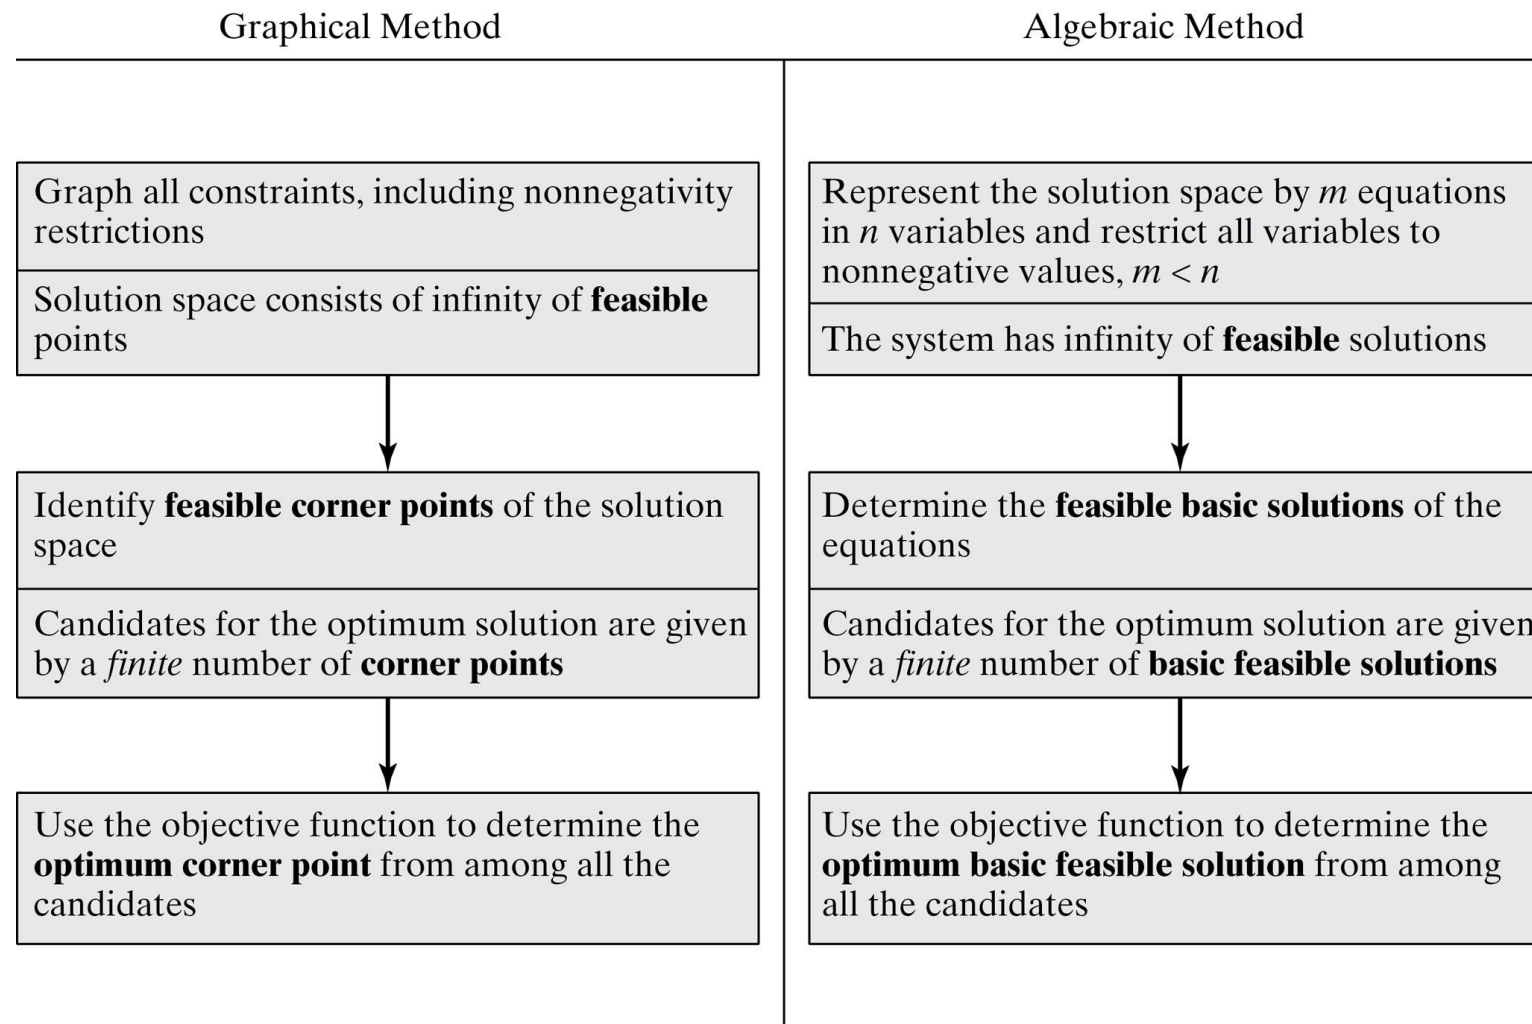 Graphical Method
Algebraic Method
Graph all constraints, including nonnegativity
restrictions
Solution space consists of infinity of feasible
points
Identify feasible corner points of the solution
space
Candidates for the optimum solution are given
by a finite number of corner points
Use the objective function to determine the
optimum corner point from among all the
candidates
Represent the solution space by m equations
in n variables and restrict all variables to
nonnegative values, m < n
The system has infinity of feasible solutions
Determine the feasible basic solutions of the
equations
Candidates for the optimum solution are given
by a finite number of basic feasible solutions
Use the objective function to determine the
optimum basic feasible solution from among
all the candidates